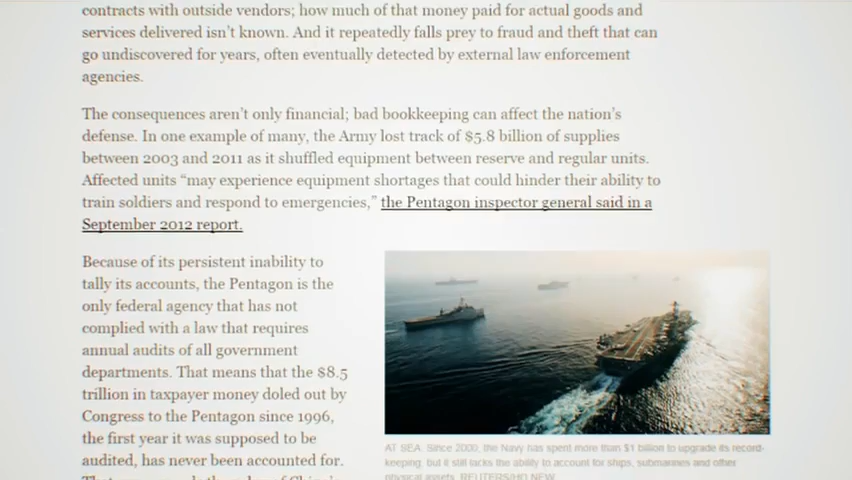 contracts with outside vendors; how much of that money paid for actual goods and
services delivered isn't known. And it repeatedly falls prey to fraud and theft that can
go undiscovered for years, often eventually detected by external law enforcement
agencies.
The consequences aren't only financial; bad bookkeeping can affect the nation's
defense. In one example of many, the Army lost track of $5.8 billion of supplies
between 2003 and 2011 as it shuffled equipment between reserve and regular units.
Affected units “may experience equipment shortages that could hinder their ability to
train soldiers and respond to emergencies,” the Pentagon inspector general said in a
September 2012 report.
Because of its persistent inability to
tally its accounts, the Pentagon is the
only federal agency that has not
complied with a law that requires
annual audits of all government
departments. That means that the $8.5
trillion in taxpayer money doled out by
Congress to the Pentagon since 1996,
the first year it was supposed to be
audited, has never been accounted for.
AT SEA. Since 2000, the Navy has spent more than $1 billion to upgrade its record-
keeping, but it still lacks the ability to account for ships, submarines and other
physical assets. REUTERS/HO NEW